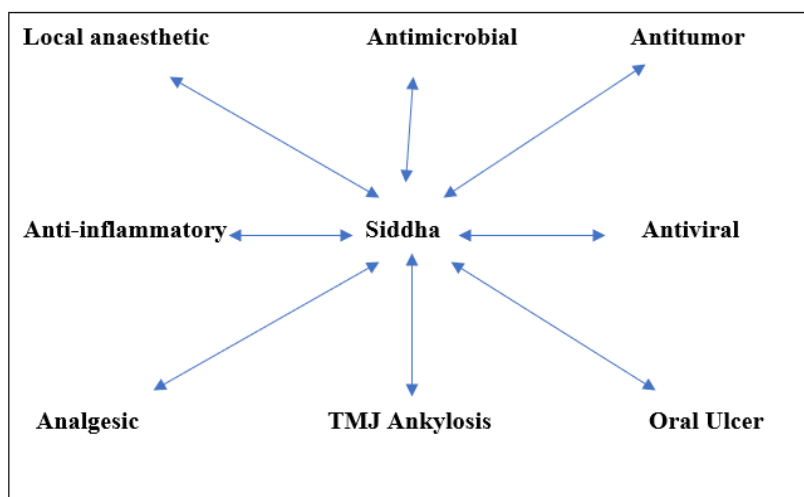 Local anaesthetic Antimicrobial Antitumor
Anti-inflammatory Siddha Antiviral
Analgesic TMJ Ankylosis Oral Ulcer